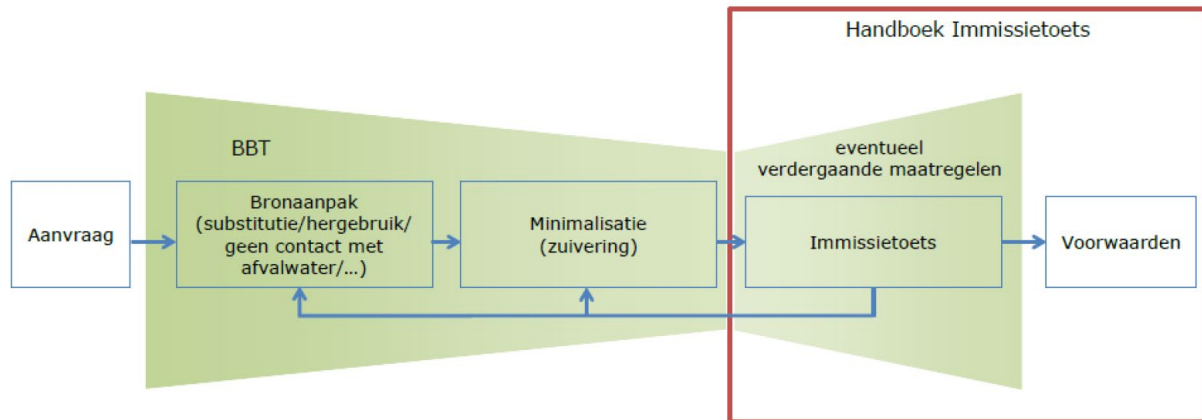 Handboek Immissietoets
BBT
eventueel
verdergaande maatregelen
Aanvraag
Bronaanpak
(substitutie/hergebruik/
geen contact met
afvalwater/...)
Minimalisatie
(zuivering)
Immissietoets
Voorwaarden